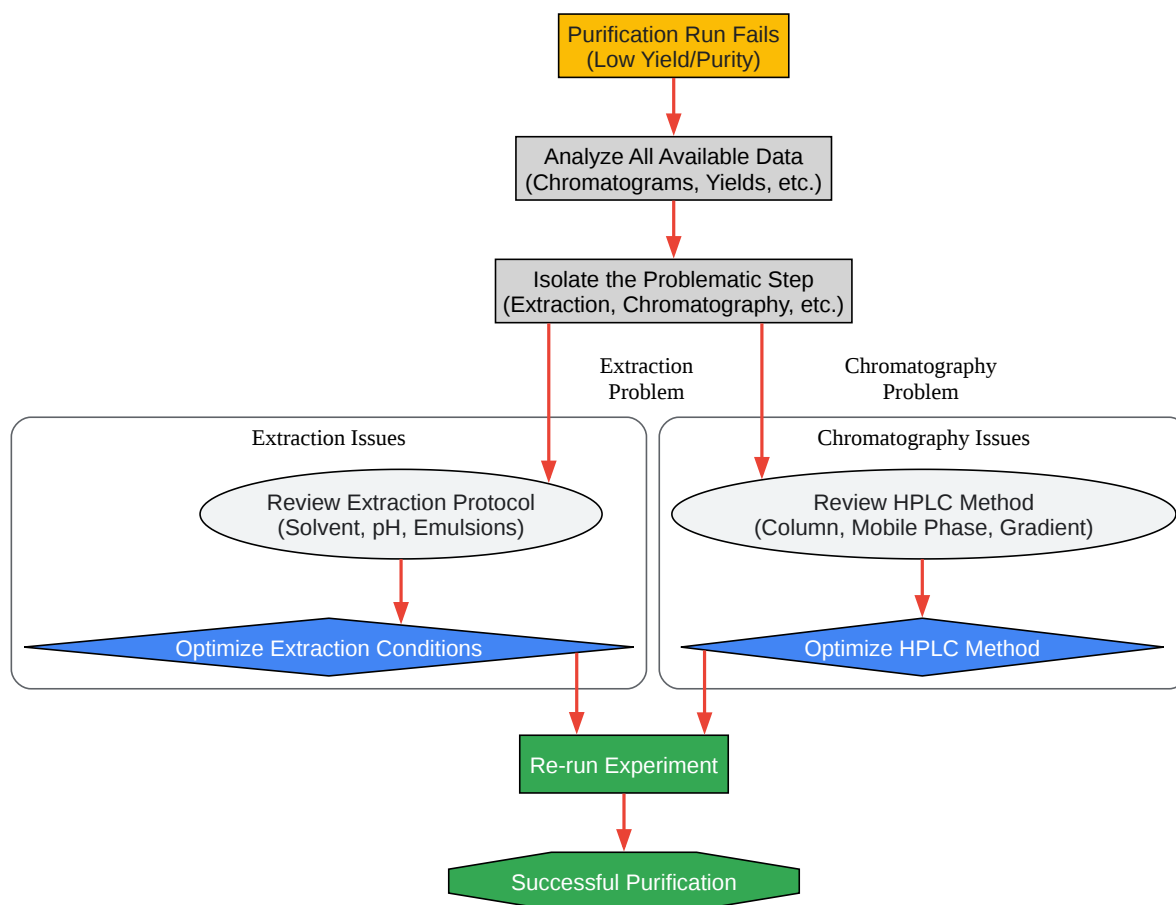 Purification Run Fails
(Low Yield/Purity)
Analyze All Available Data
(Chromatograms, Yields, etc.)
Isolate the Problematic Step
(Extraction, Chromatography, etc.)
Extraction
Problem
Chromatography
Problem
Extraction Issues
Chromatography Issues
Review Extraction Protocol
(Solvent, pH, Emulsions)
Review HPLC Method
(Column, Mobile Phase, Gradient)
Optimize Extraction Conditions
Optimize HPLC Method
Re-run Experiment
Successful Purification